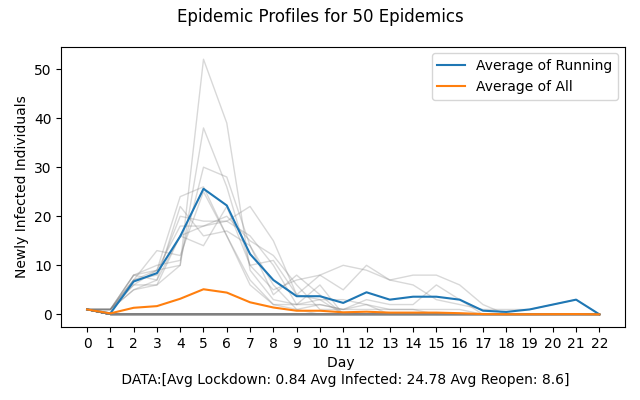 Epidemic Profiles for 50 Epidemics
Newly Infected Individuals
50
40
30
20
10
0
Average of Running
Average of All
0 1 2 3 4 5 6 7 8 9 10 11 12 13 14 15 16 17 18 19 20 21 22
Day
DATA:[Avg Lockdown: 0.84 Avg Infected: 24.78 Avg Reopen: 8.6]